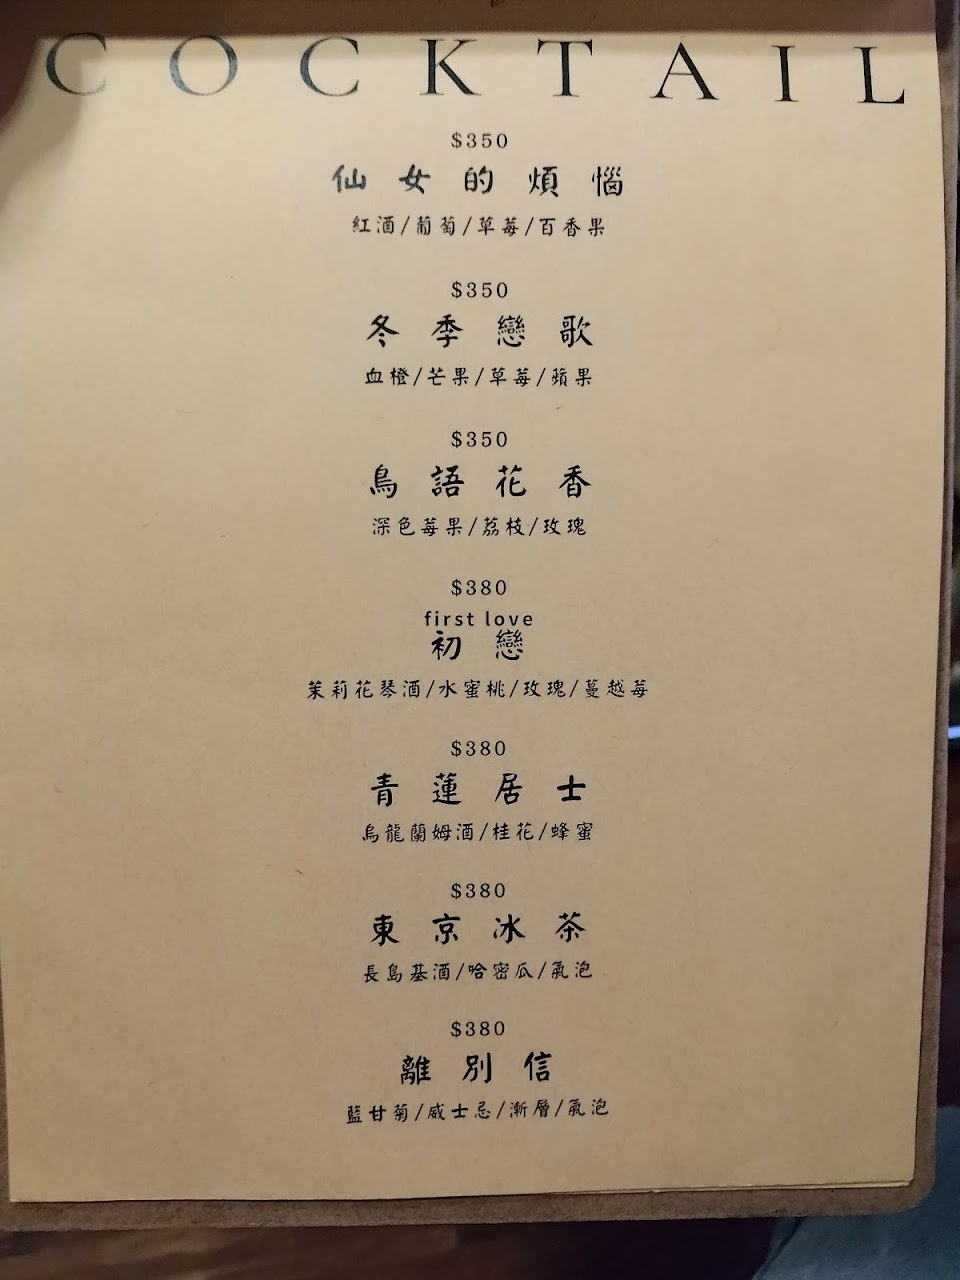 COCKTAIL
$350
仙女的煩惱
紅酒/葡萄/草莓/百香果
$350
冬季戀歌
血橙/芒果/草莓/蘋果
$350
鳥語花香
深色莓果/荔枝/玫瑰
$380
first love
初戀
茉莉花琴酒/水蜜桃/玫瑰/蔓越莓
$380
青蓮居士
烏龍蘭姆酒/桂花/蜂蜜
$380
東京冰茶
長島基酒/哈密瓜/氣泡
$380
離別信
藍甘菊/威士忌/漸層/氣泡